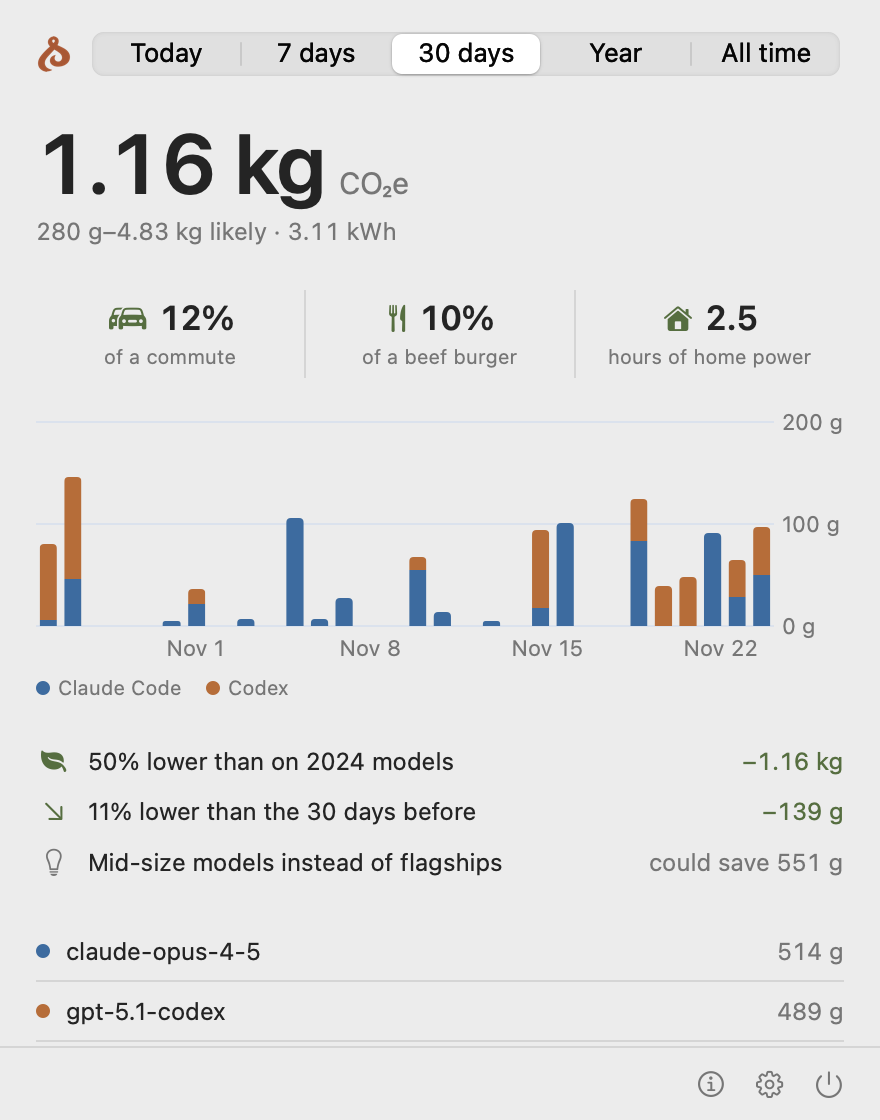 Today 7 days 30 days Year All time
1.16 kg CO₂e
280 g–4.83 kg likely · 3.11 kWh
12% 10% 2.5
of a commute of a beef burger hours of home power
200 g
100 g
0 g
Nov 1 Nov 8 Nov 15 Nov 22
Claude Code Codex
50% lower than on 2024 models −1.16 kg
11% lower than the 30 days before −139 g
Mid-size models instead of flagships could save 551 g
claude-opus-4-5 514 g
gpt-5.1-codex 489 g